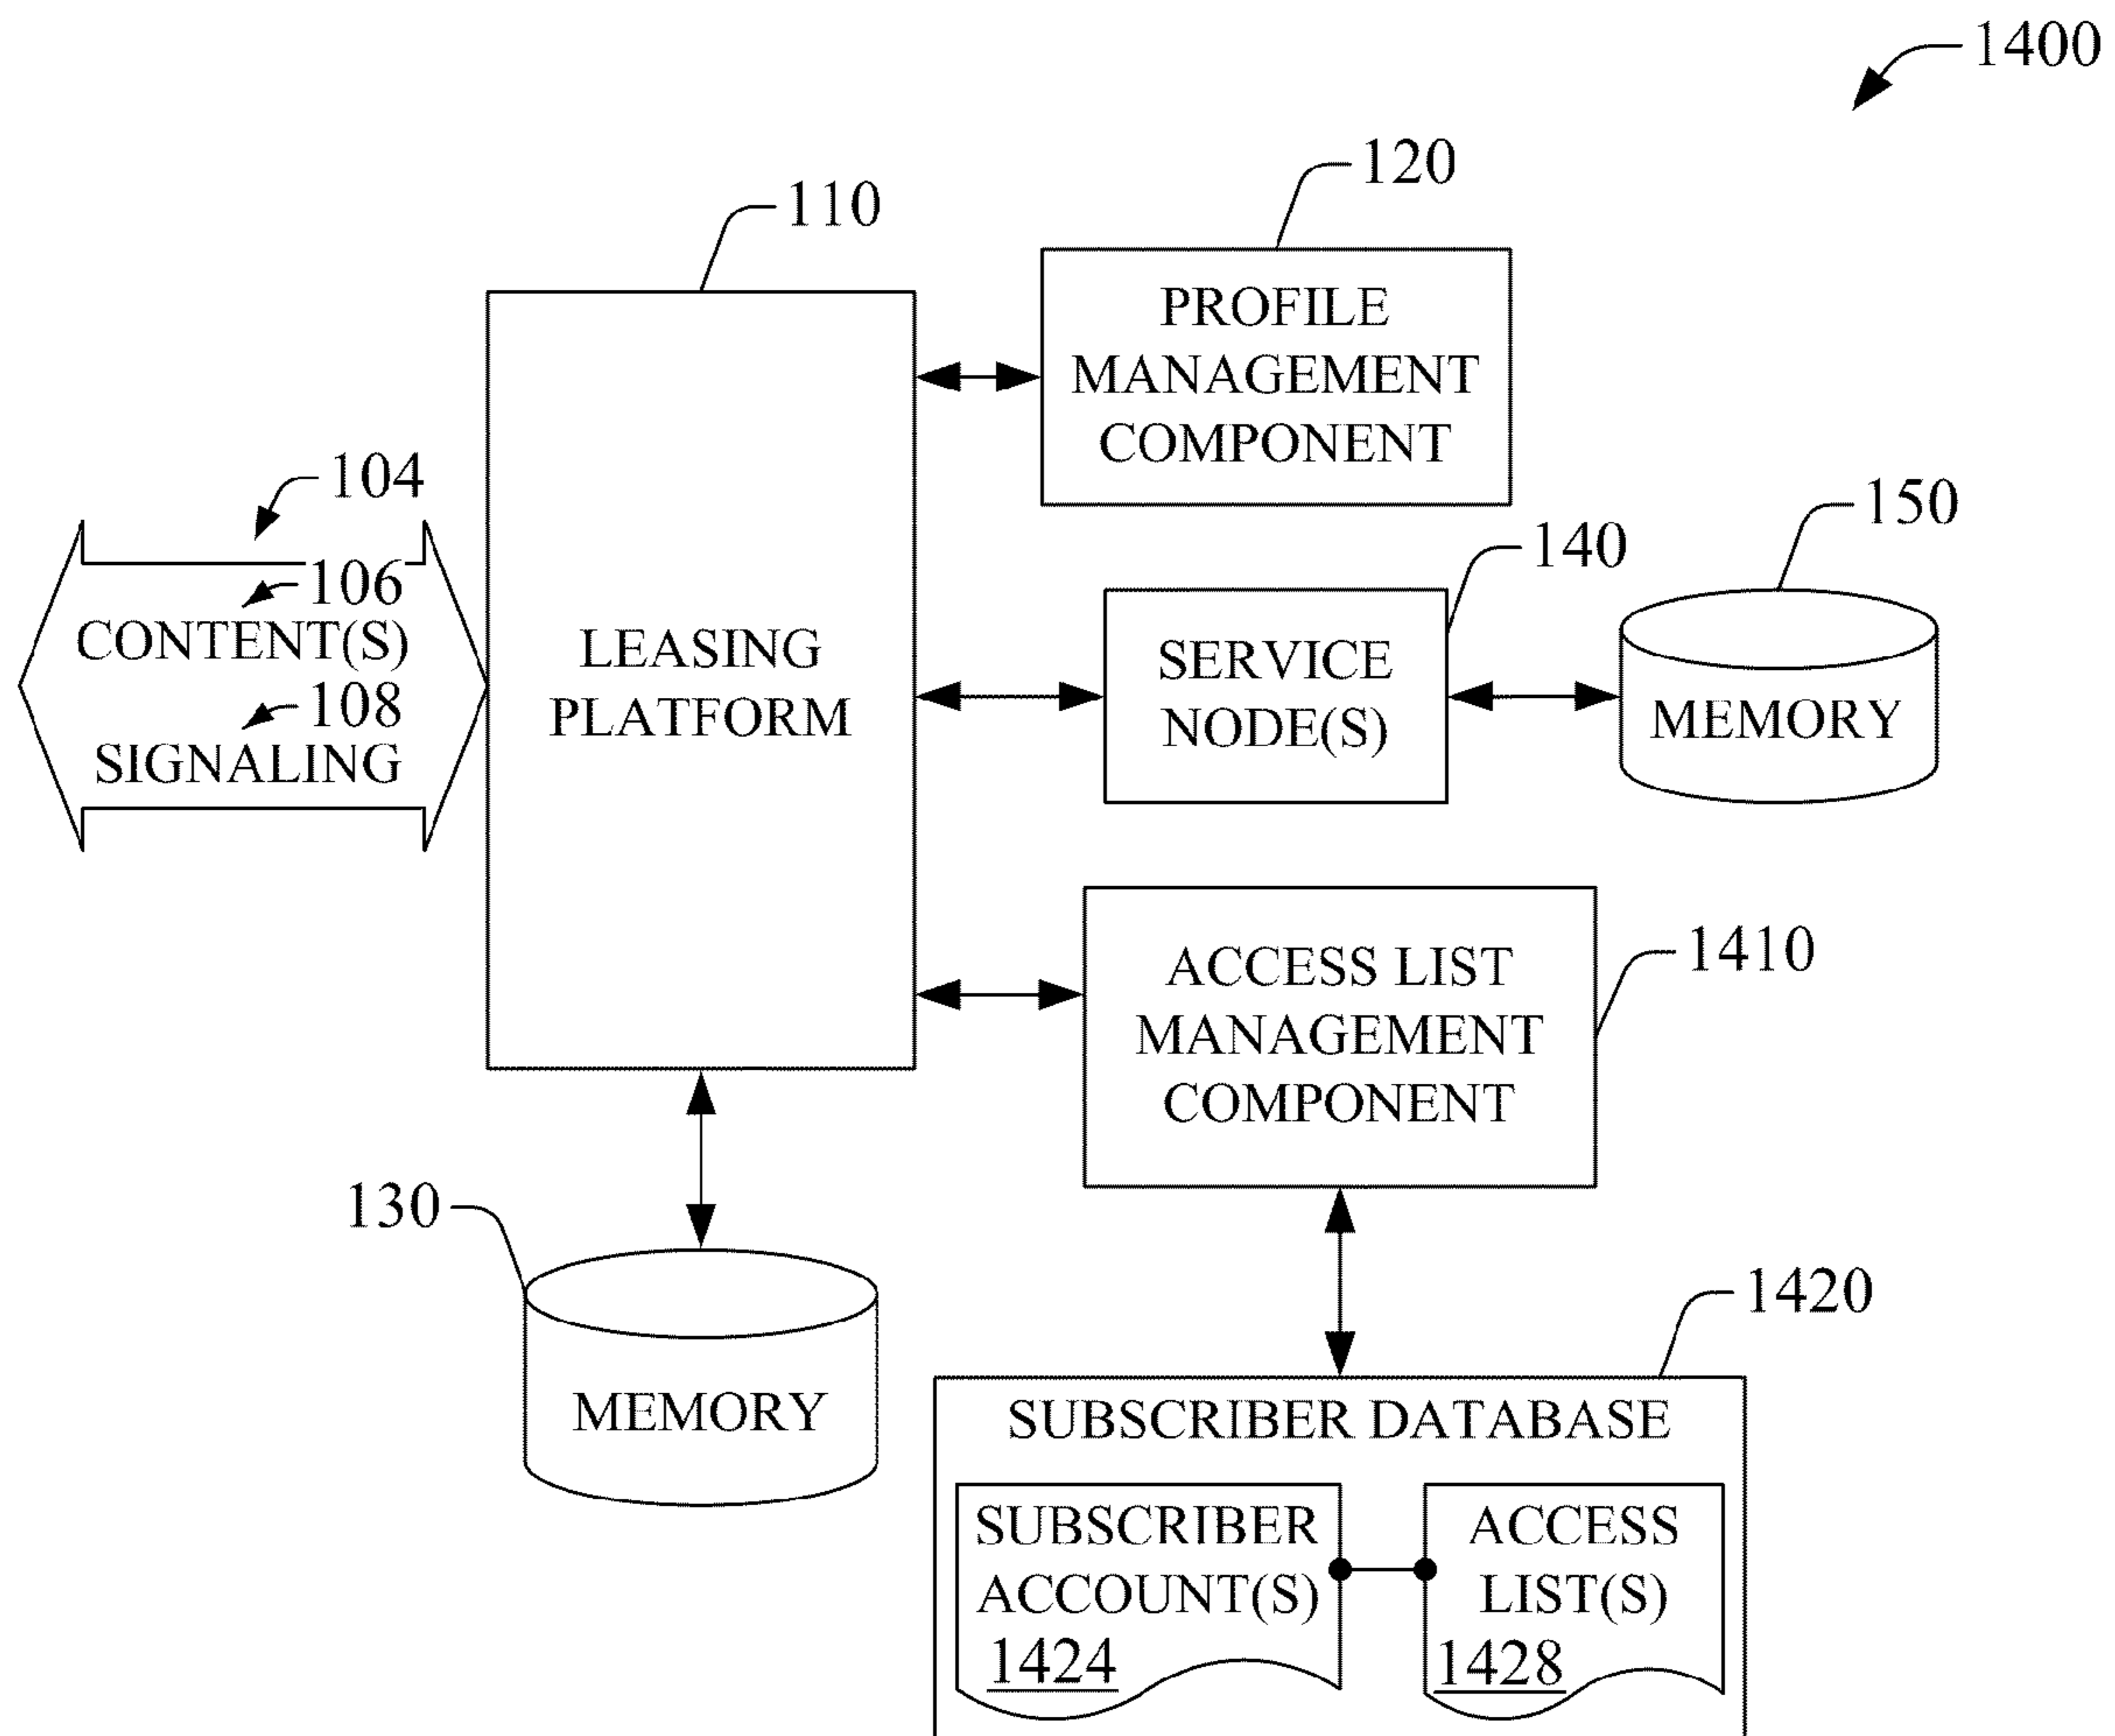 1400
120
110
PROFILE
MANAGEMENT
COMPONENT
104
150
140
106
CONTENT(S)
LEASING
PLATFORM
SERVICE
NODE(S)
MEMORY
108
SIGNALING
1410
ACCESS LIST
MANAGEMENT
COMPONENT
130
1420
MEMORY
SUBSCRIBER DATABASE
SUBSCRIBER
ACCOUNT(S)
1424
ACCESS
LIST(S)
1428